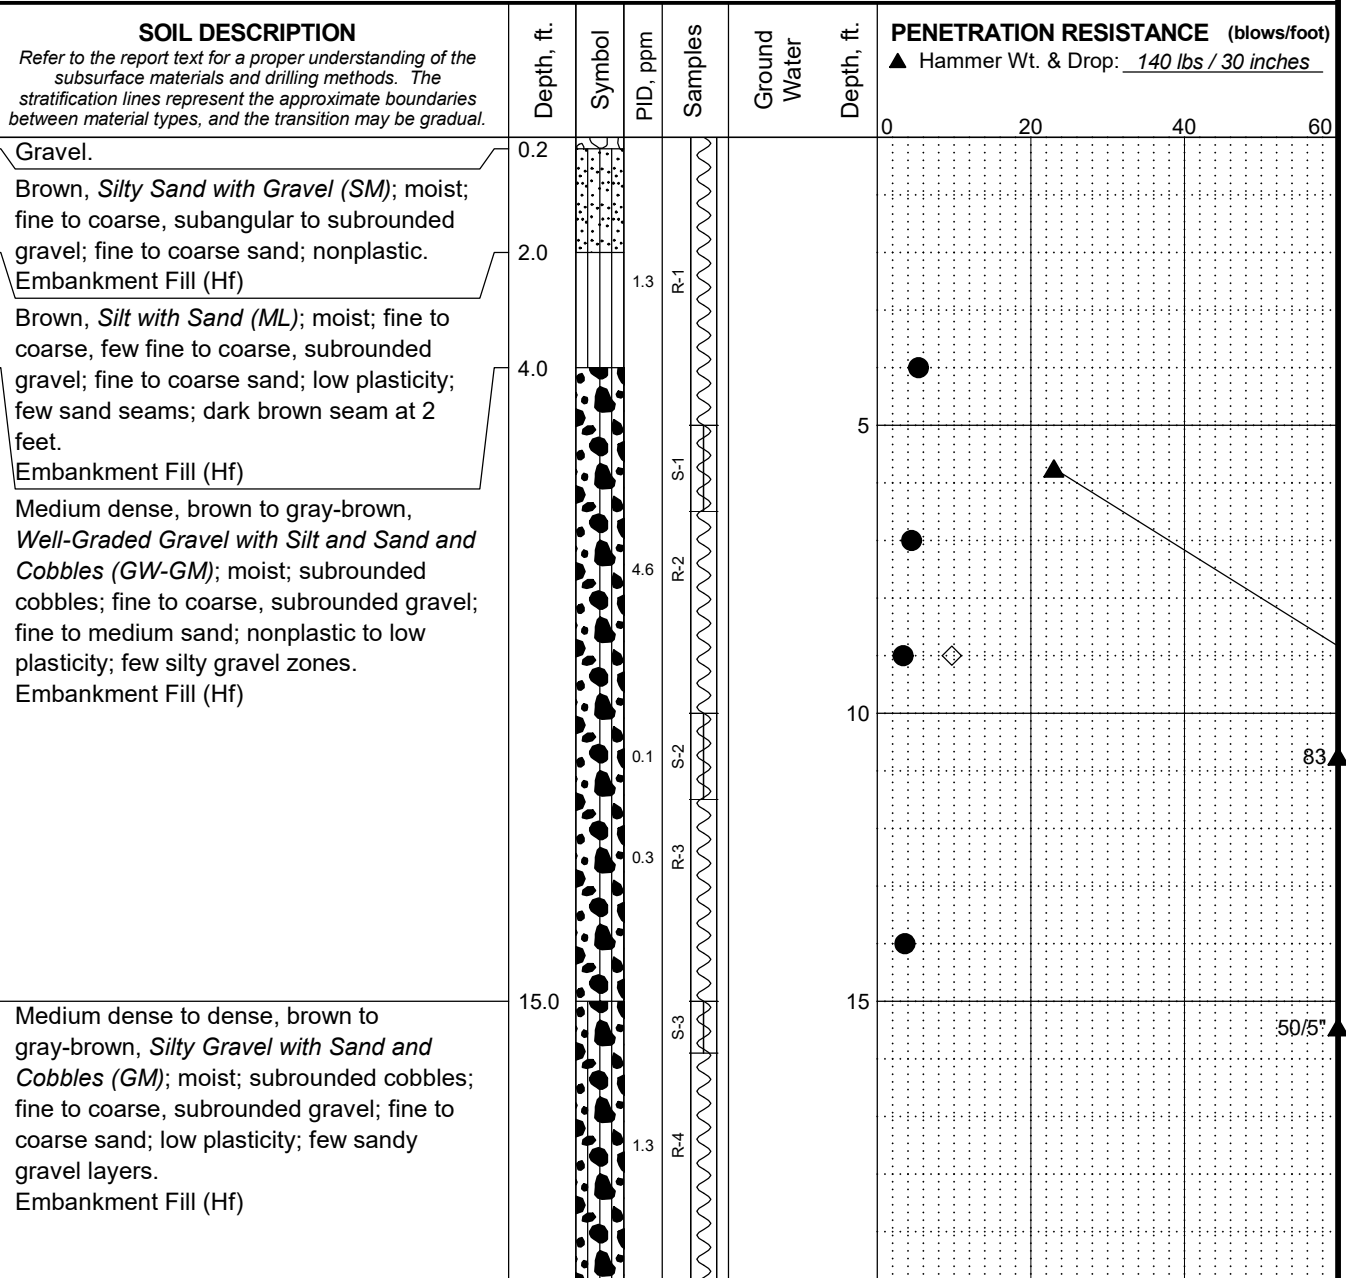 SOIL DESCRIPTION
Refer to the report text for a proper understanding of the
subsurface materials and drilling methods. The
stratification lines represent the approximate boundaries
between material types, and the transition may be gradual.
Depth, ft.
Symbol
PID, ppm
Samples
Ground
Water
Depth, ft.
PENETRATION RESISTANCE (blows/foot)
▲ Hammer Wt. & Drop: 140 lbs / 30 inches
0 20 40 60
Gravel.
0.2
Brown, Silty Sand with Gravel (SM); moist;
fine to coarse, subangular to subrounded
gravel; fine to coarse sand; nonplastic.
Embankment Fill (Hf)
2.0
Brown, Silt with Sand (ML); moist; fine to
coarse, few fine to coarse, subrounded
gravel; fine to coarse sand; low plasticity;
few sand seams; dark brown seam at 2
feet.
Embankment Fill (Hf)
4.0
Medium dense, brown to gray-brown,
Well-Graded Gravel with Silt and Sand and
Cobbles (GW-GM); moist; subrounded
cobbles; fine to coarse, subrounded gravel;
fine to medium sand; nonplastic to low
plasticity; few silty gravel zones.
Embankment Fill (Hf)
15.0
Medium dense to dense, brown to
gray-brown, Silty Gravel with Sand and
Cobbles (GM); moist; subrounded cobbles;
fine to coarse, subrounded gravel; fine to
coarse sand; low plasticity; few sandy
gravel layers.
Embankment Fill (Hf)
1.3
R-1
S-1
4.6
R-2
0.1
S-2
0.3
R-3
S-3
1.3
R-4
5
10
15
83
50/5"